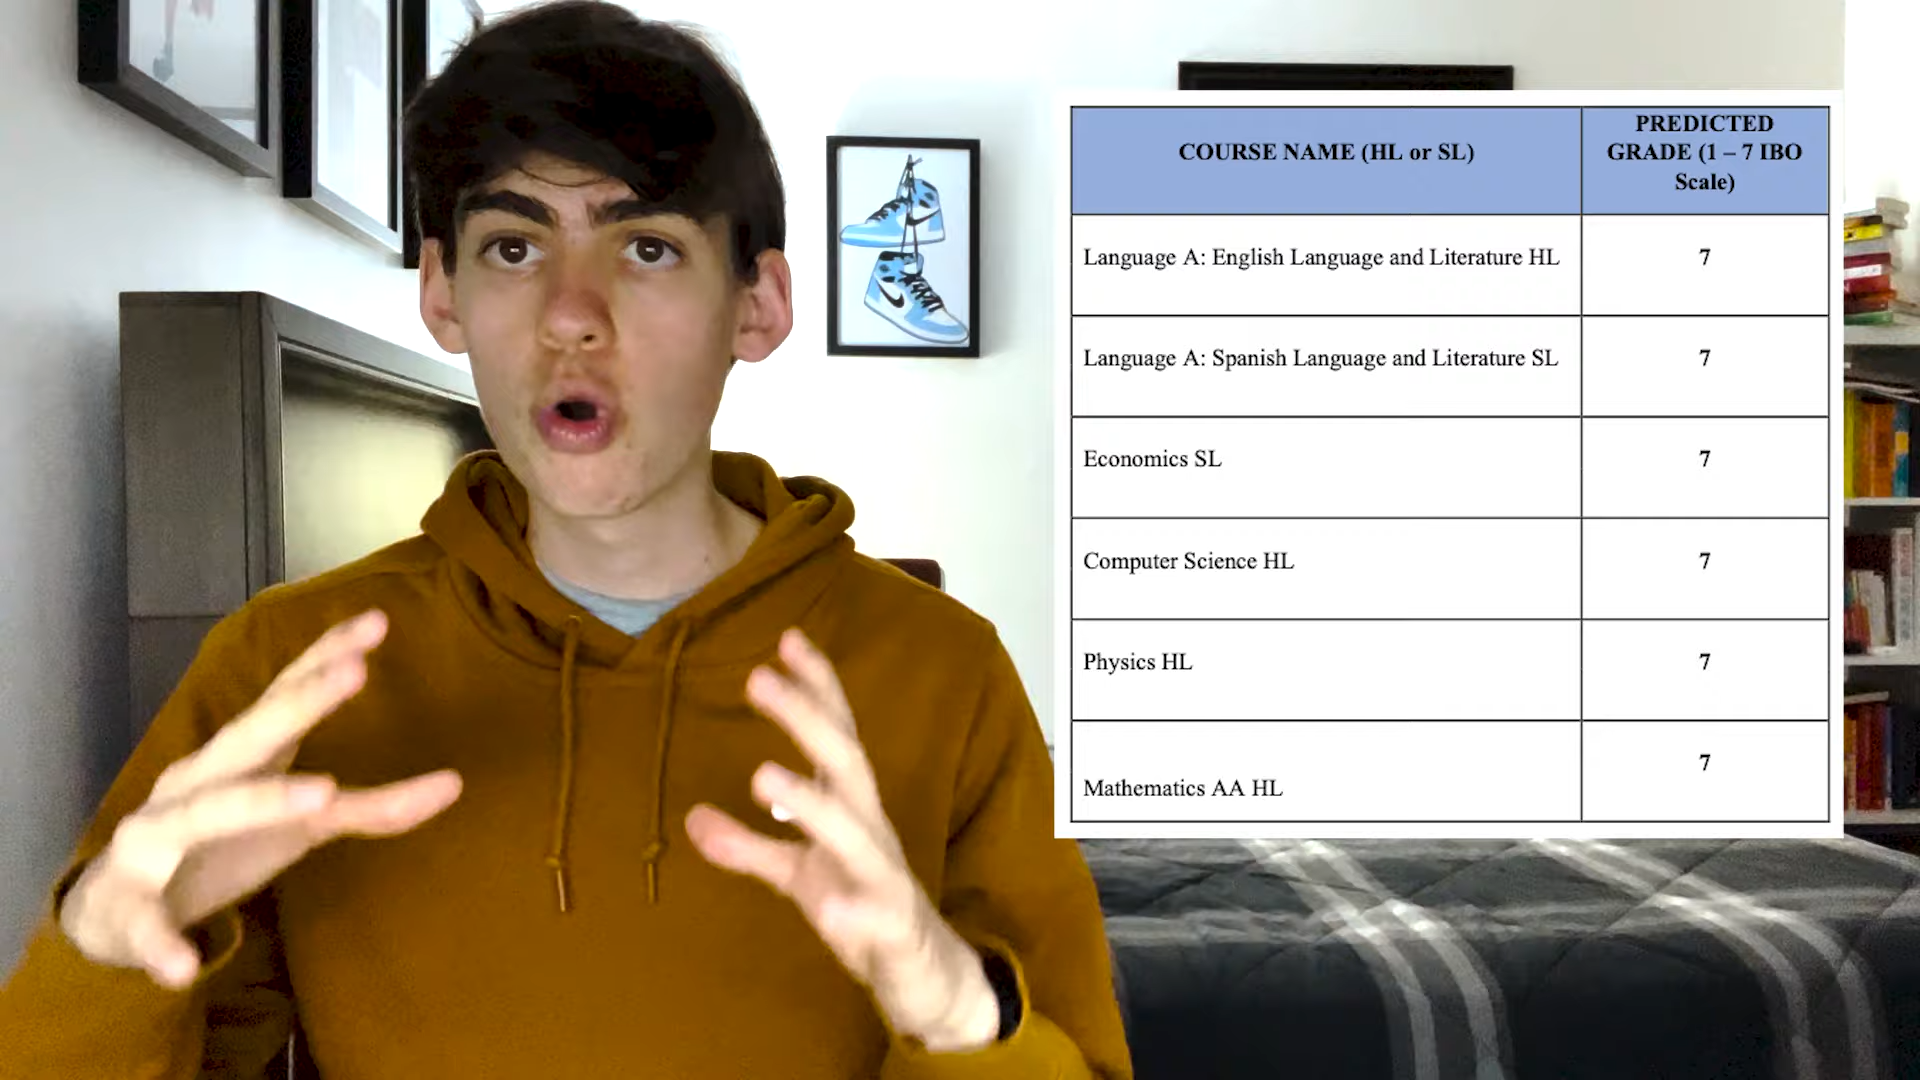 COURSE NAME (HL or SL)
PREDICTED
GRADE (1 – 7 IBO
Scale)
Language A: English Language and Literature HL 7
Language A: Spanish Language and Literature SL 7
Economics SL 7
Computer Science HL 7
Physics HL 7
Mathematics AA HL 7